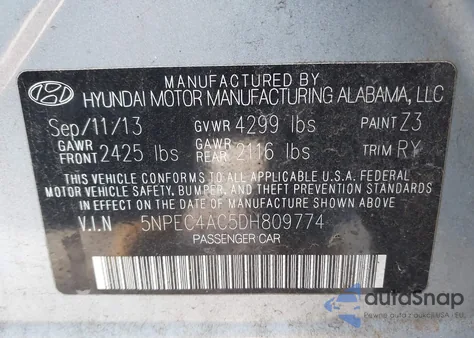 MANUFACTURED BY
HYUNDAI MOTOR MANUFACTURING ALABAMA, LLC
Sep/11/13 GVWR 4299 lbs PAINT Z3
GAWR FRONT 2425 lbs GAWR REAR 2116 lbs TRIM RY
THIS VEHICLE CONFORMS TO ALL APPLICABLE U.S.A FEDERAL
MOTOR VEHICLE SAFETY, BUMPER, AND THEFT PREVENTION STANDARDS
IN EFFECT ON THE DATE OF MANUFACTURE SHOWN ABOVE.
V.I.N 5NPEC4AC5DH809774
PASSENGER CAR
autoSnap